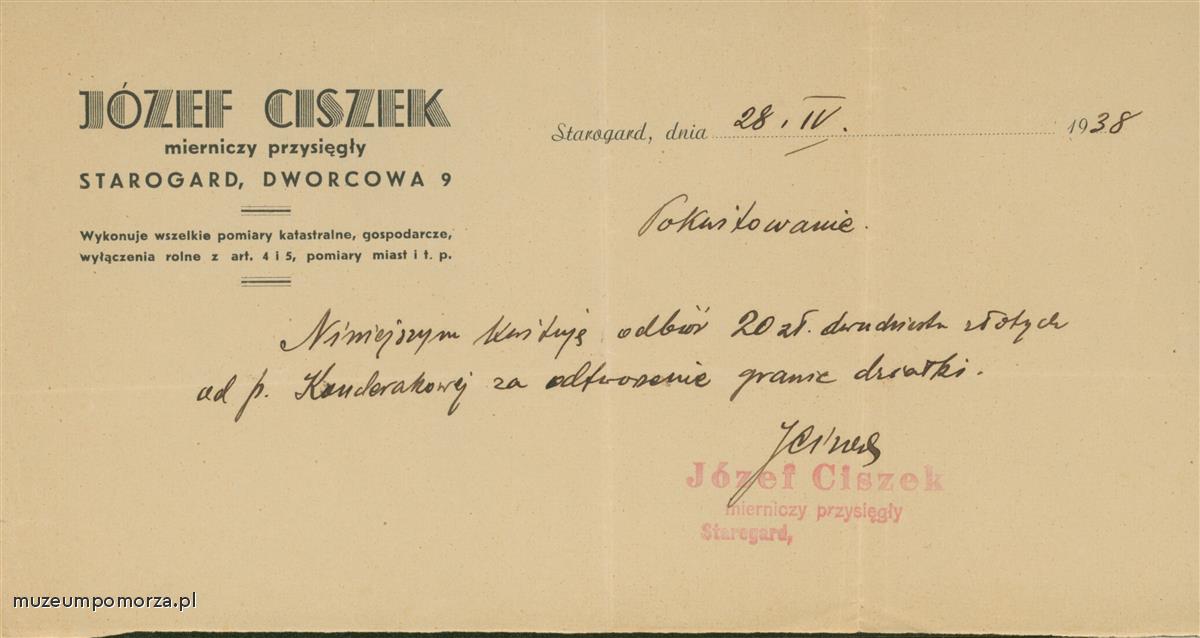 JÓZEF CISZEK
mierniczy przysięgły
STAROGARD, DWORCOWA 9
Wykonuje wszelkie pomiary katastralne, gospodarcze,
wyłączenia rolne z art. 4 i 5, pomiary miast i t. p.
Starogard, dnia 28. IV. 1938
Pokwitowanie.
Niniejszym kwituję odbiór 20 zł. dwudziestu złotych
od p. Konderakowej za odtworzenie granic działki.
JCiszek
Józef Ciszek
mierniczy przysięgły
Starogard,
muzeumpomorza.pl